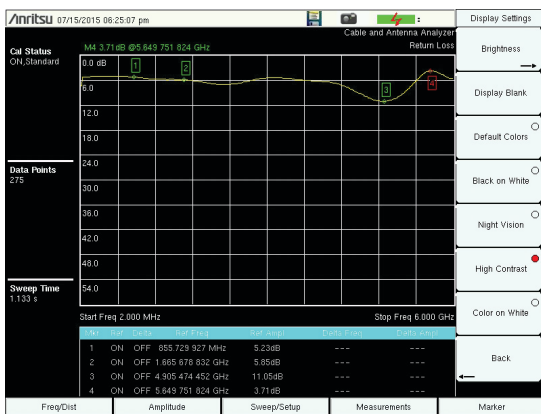 Anritsu 07/15/2015 06:25:07 pm
Display Settings
Cable and Antenna Analyzer
Cal Status
ON,Standard
M4 3.71dB @5.649 751 824 GHz
Return Loss
Brightness
0.0 dB
1
2
3
4
6.0
12.0
18.0
24.0
30.0
36.0
42.0
48.0
54.0
Display Blank
Default Colors
Black on White
Night Vision
High Contrast
Color on White
Back
Data Points
275
Sweep Time
1.133 s
Start Freq 2.000 MHz
Stop Freq 6.000 GHz
Mkr Ref Delta Ref Freq Ref Ampl Delta Freq Delta Ampl
1 ON OFF 855.729 927 MHz 5.23dB --- ---
2 ON OFF 1.665 678 832 GHz 5.85dB --- ---
3 ON OFF 4.905 474 452 GHz 11.05dB --- ---
4 ON OFF 5.649 751 824 GHz 3.71dB --- ---
Freq/Dist
Amplitude
Sweep/Setup
Measurements
Marker